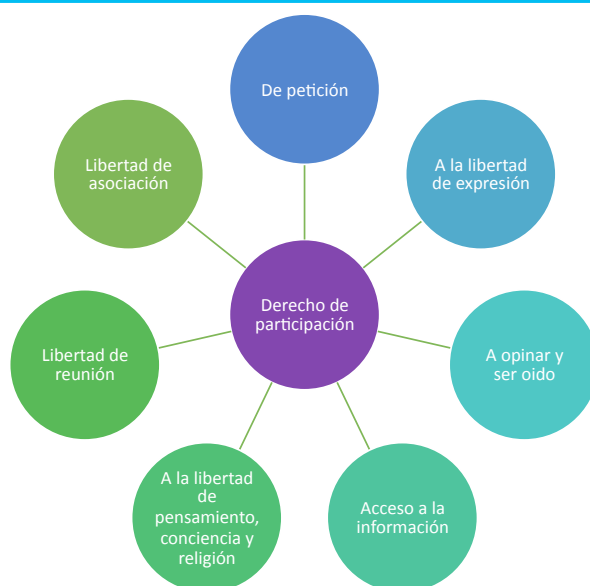 De petición
A la libertad
de expresión
A opinar y
ser oido
Acceso a la
información
A la libertad
de
pensamiento,
conciencia y
religión
Libertad de
reunión
Libertad de
asociación
Derecho de
participación